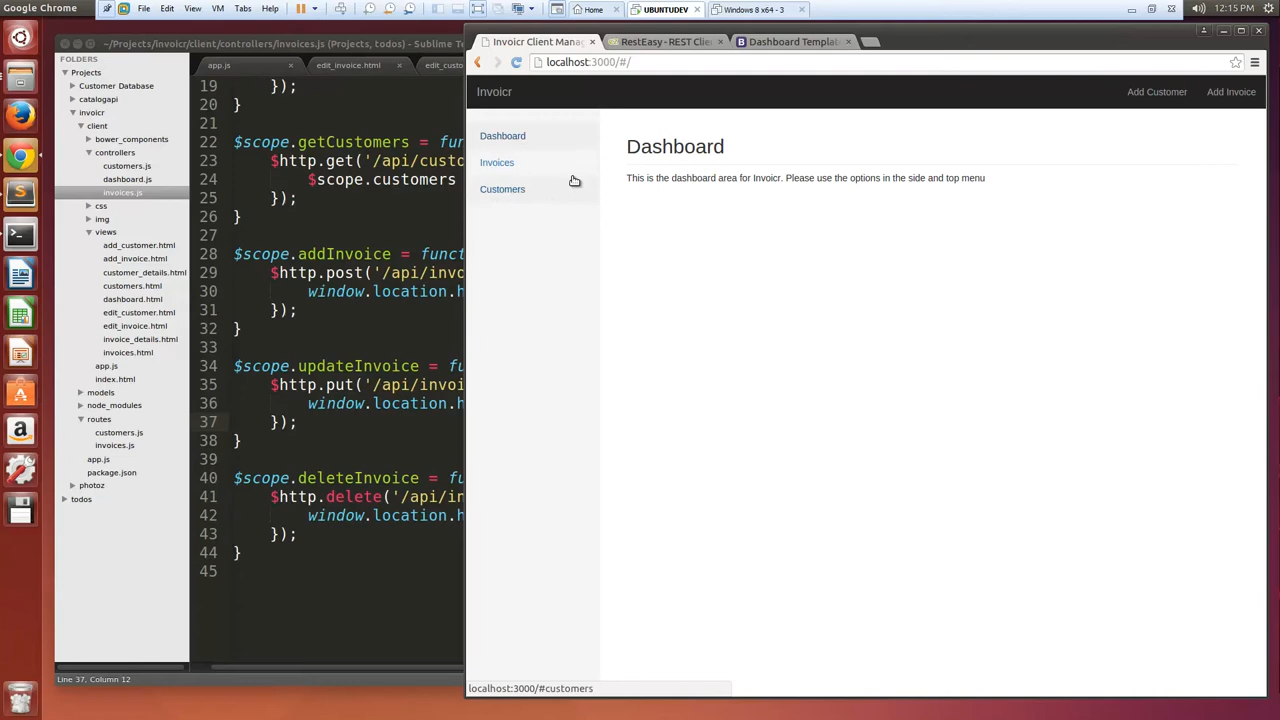 Google Chrome File Edit View VM Tabs Help Home UBUNTUDEV Windows 8 x64 - 3 12:15 PM
~/Projects/invoicr/client/controllers/invoices.js (Projects, todos) - Sublime Te
FOLDERS
Projects
Customer Database
catalogapi
invoicr
client
bower_components
controllers
customers.js
dashboard.js
invoices.js
css
img
views
add_customer.html
add_invoice.html
customer_details.html
customers.html
dashboard.html
edit_customer.html
edit_invoice.html
invoice_details.html
invoices.html
app.js
index.html
models
node_modules
routes
customers.js
invoices.js
app.js
package.json
photoz
todos
app.js edit_invoice.html edit_custo
19 });
20 }
21
22 $scope.getCustomers = fun
23 $http.get('/api/custo
24 $scope.customers
25 });
26 }
27
28 $scope.addInvoice = funct
29 $http.post('/api/invo
30 window.location.h
31 });
32 }
33
34 $scope.updateInvoice = fu
35 $http.put('/api/invoi
36 window.location.h
37 });
38 }
39
40 $scope.deleteInvoice = fu
41 $http.delete('/api/in
42 window.location.h
43 });
44 }
45
Line 37, Column 12
Invoicr Client Manag RestEasy - REST Clie Dashboard Templat
localhost:3000/#/
Invoicr Add Customer Add Invoice
Dashboard
Invoices
Customers
Dashboard
This is the dashboard area for Invoicr. Please use the options in the side and top menu
localhost:3000/#customers